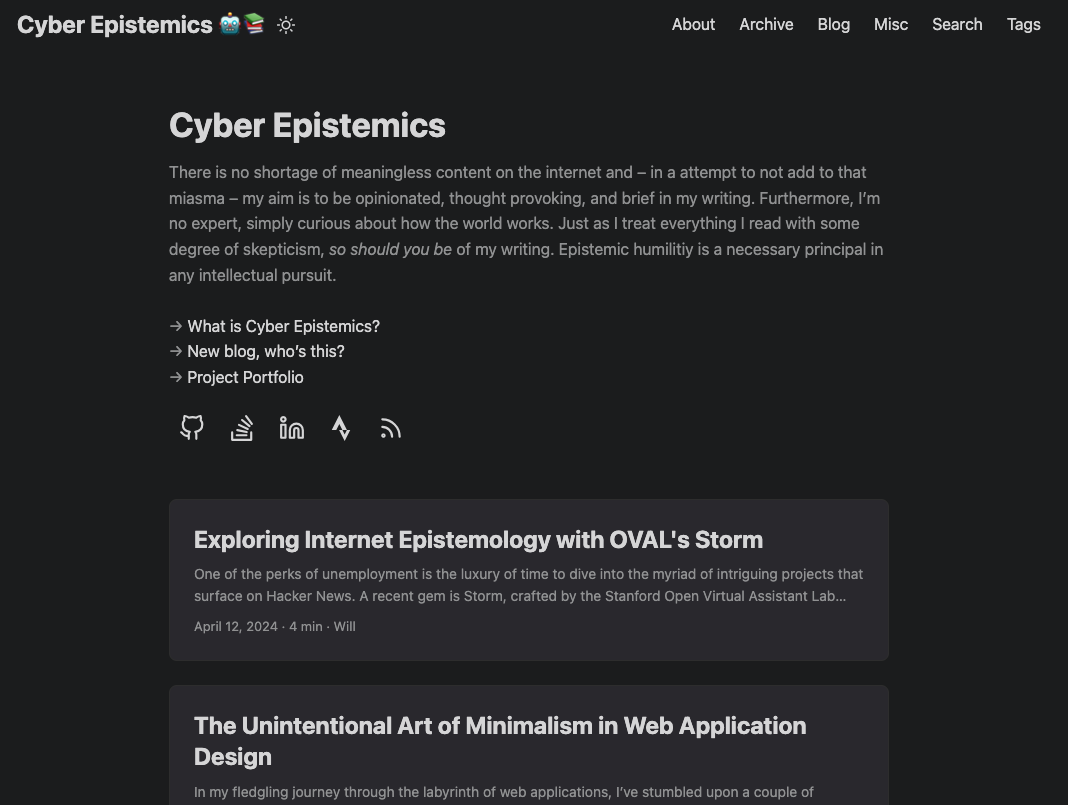 Cyber Epistemics 🤖📚
About Archive Blog Misc Search Tags
Cyber Epistemics
There is no shortage of meaningless content on the internet and – in a attempt to not add to that
miasma – my aim is to be opinionated, thought provoking, and brief in my writing. Furthermore, I’m
no expert, simply curious about how the world works. Just as I treat everything I read with some
degree of skepticism, so should you be of my writing. Epistemic humilitiy is a necessary principal in
any intellectual pursuit.
→ What is Cyber Epistemics?
→ New blog, who’s this?
→ Project Portfolio
Exploring Internet Epistemology with OVAL's Storm
One of the perks of unemployment is the luxury of time to dive into the myriad of intriguing projects that
surface on Hacker News. A recent gem is Storm, crafted by the Stanford Open Virtual Assistant Lab...
April 12, 2024 · 4 min · Will
The Unintentional Art of Minimalism in Web Application
Design
In my fledgling journey through the labyrinth of web applications, I’ve stumbled upon a couple of